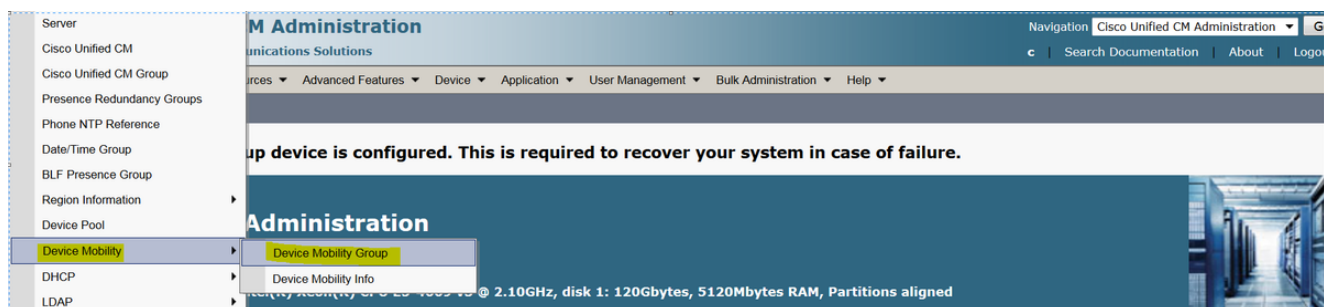 Server
Cisco Unified CM
Cisco Unified CM Group
Presence Redundancy Groups
Phone NTP Reference
Date/Time Group
BLF Presence Group
Region Information
Device Pool
Device Mobility
DHCP
LDAP
Device Mobility Group
Device Mobility Info
M Administration
unications Solutions
Navigation Cisco Unified CM Administration G
c | Search Documentation | About | Logou
urces Advanced Features Device Application User Management Bulk Administration Help
up device is configured. This is required to recover your system in case of failure.
Administration
@ 2.10GHz, disk 1: 120Gbytes, 5120Mbytes RAM, Partitions aligned